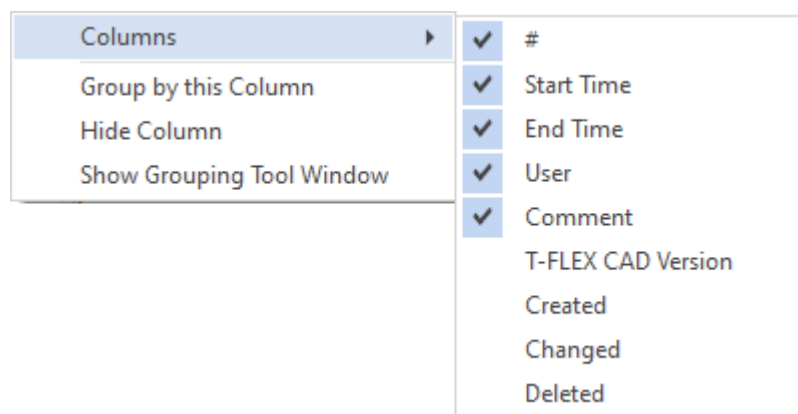 Columns
Group by this Column
Hide Column
Show Grouping Tool Window
#
Start Time
End Time
User
Comment
T-FLEX CAD Version
Created
Changed
Deleted